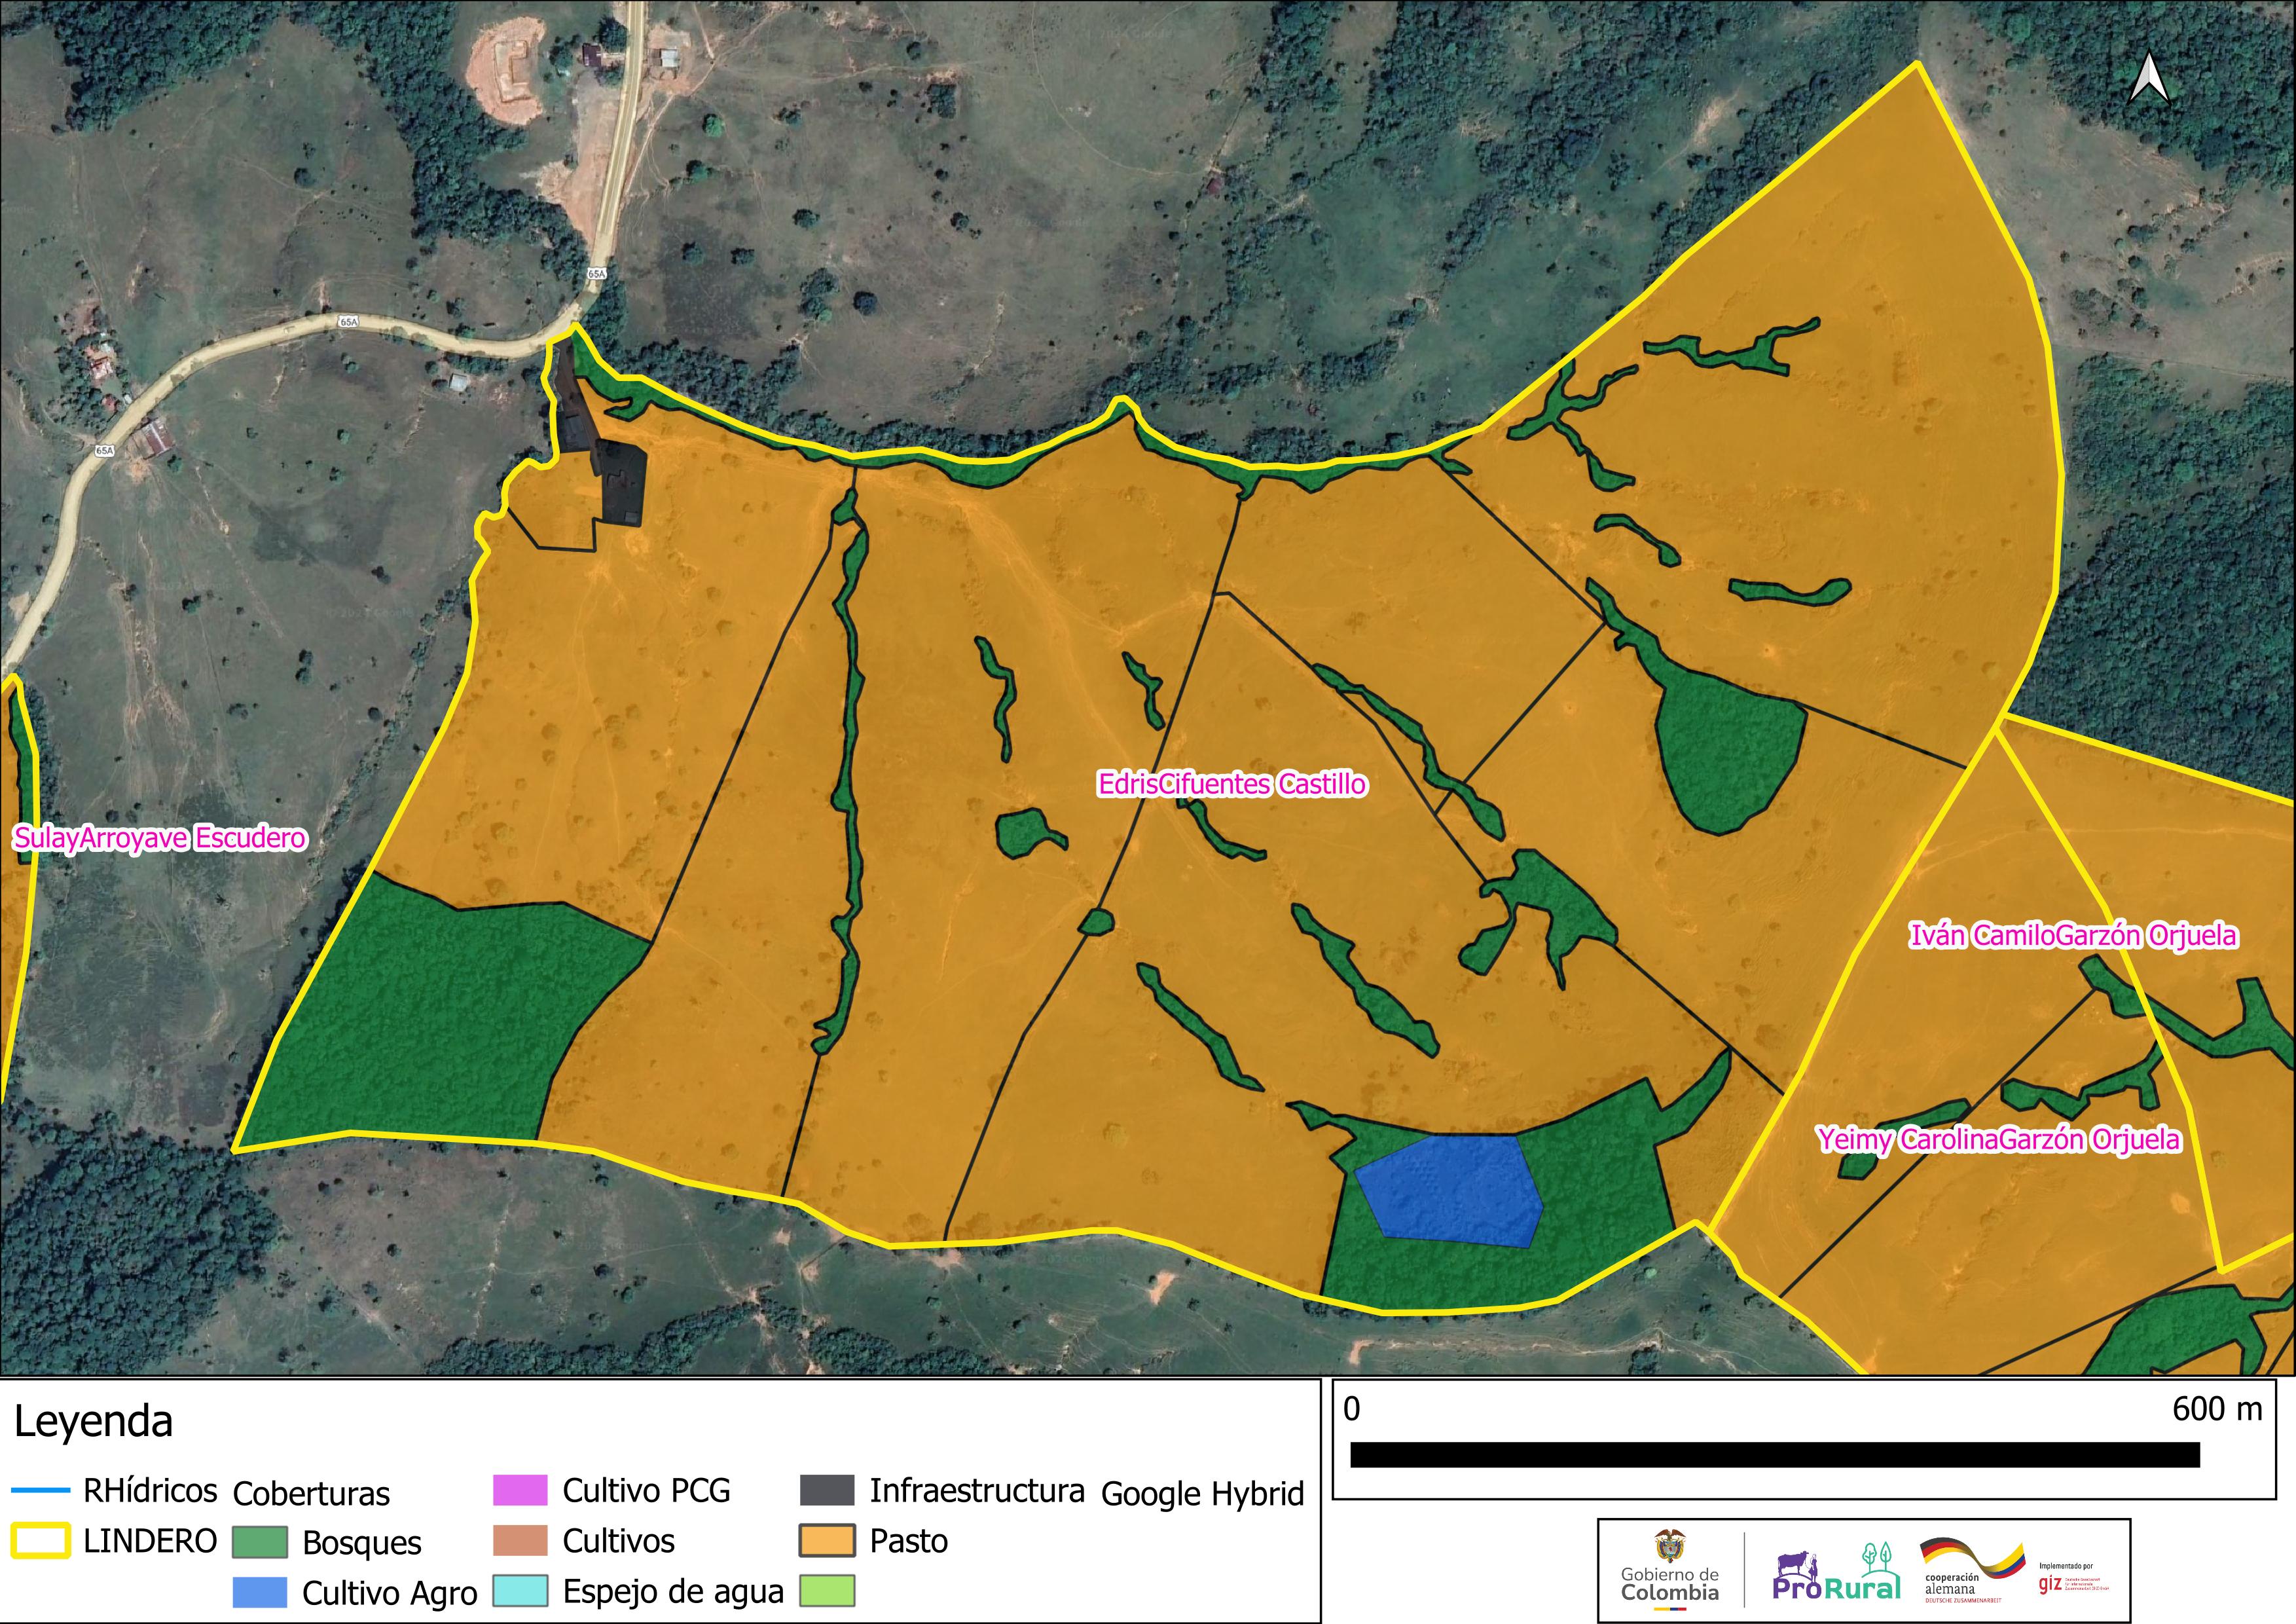 65A
65A
65A
EdrisCifuentes Castillo
SulayArroyave Escudero
Iván CamiloGarzón Orjuela
Yeimy CarolinaGarzón Orjuela
Leyenda
RHídricos
LINDERO
Coberturas
Bosques
Cultivo Agro
Cultivo PCG
Cultivos
Espejo de agua
Infraestructura
Pasto
Google Hybrid
0 600 m
Gobierno de
Colombia
ProRural
cooperación
alemana
DEUTSCHE ZUSAMMENARBEIT
Implementado por
giz